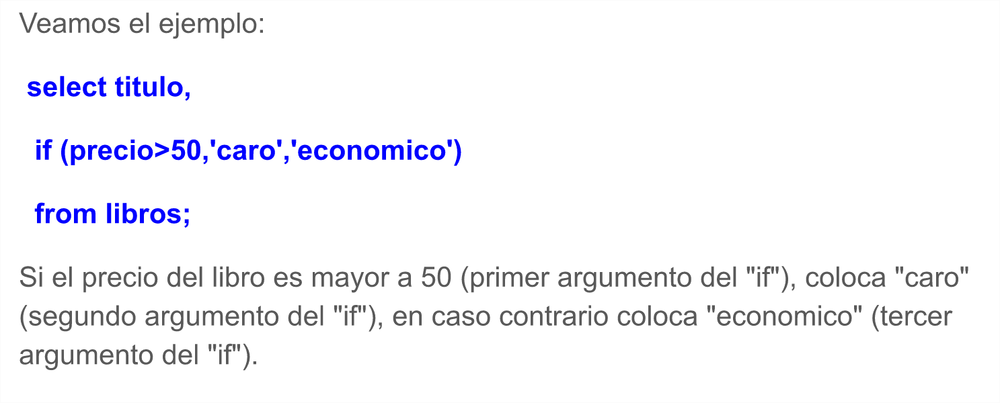 Veamos el ejemplo:
select titulo,
if (precio>50,'caro','economico')
from libros;
Si el precio del libro es mayor a 50 (primer argumento del "if"), coloca "caro"
(segundo argumento del "if"), en caso contrario coloca "economico" (tercer
argumento del "if").